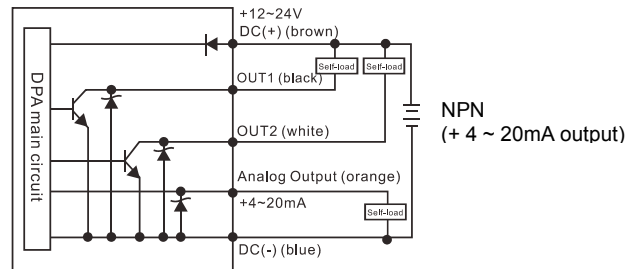 +12~24V
DC(+) (brown)
Self-load
Self-load
OUT1 (black)
DPA main circuit
NPN
(+ 4 ~ 20mA output)
OUT2 (white)
Analog Output (orange)
+4~20mA
Self-load
DC(-) (blue)